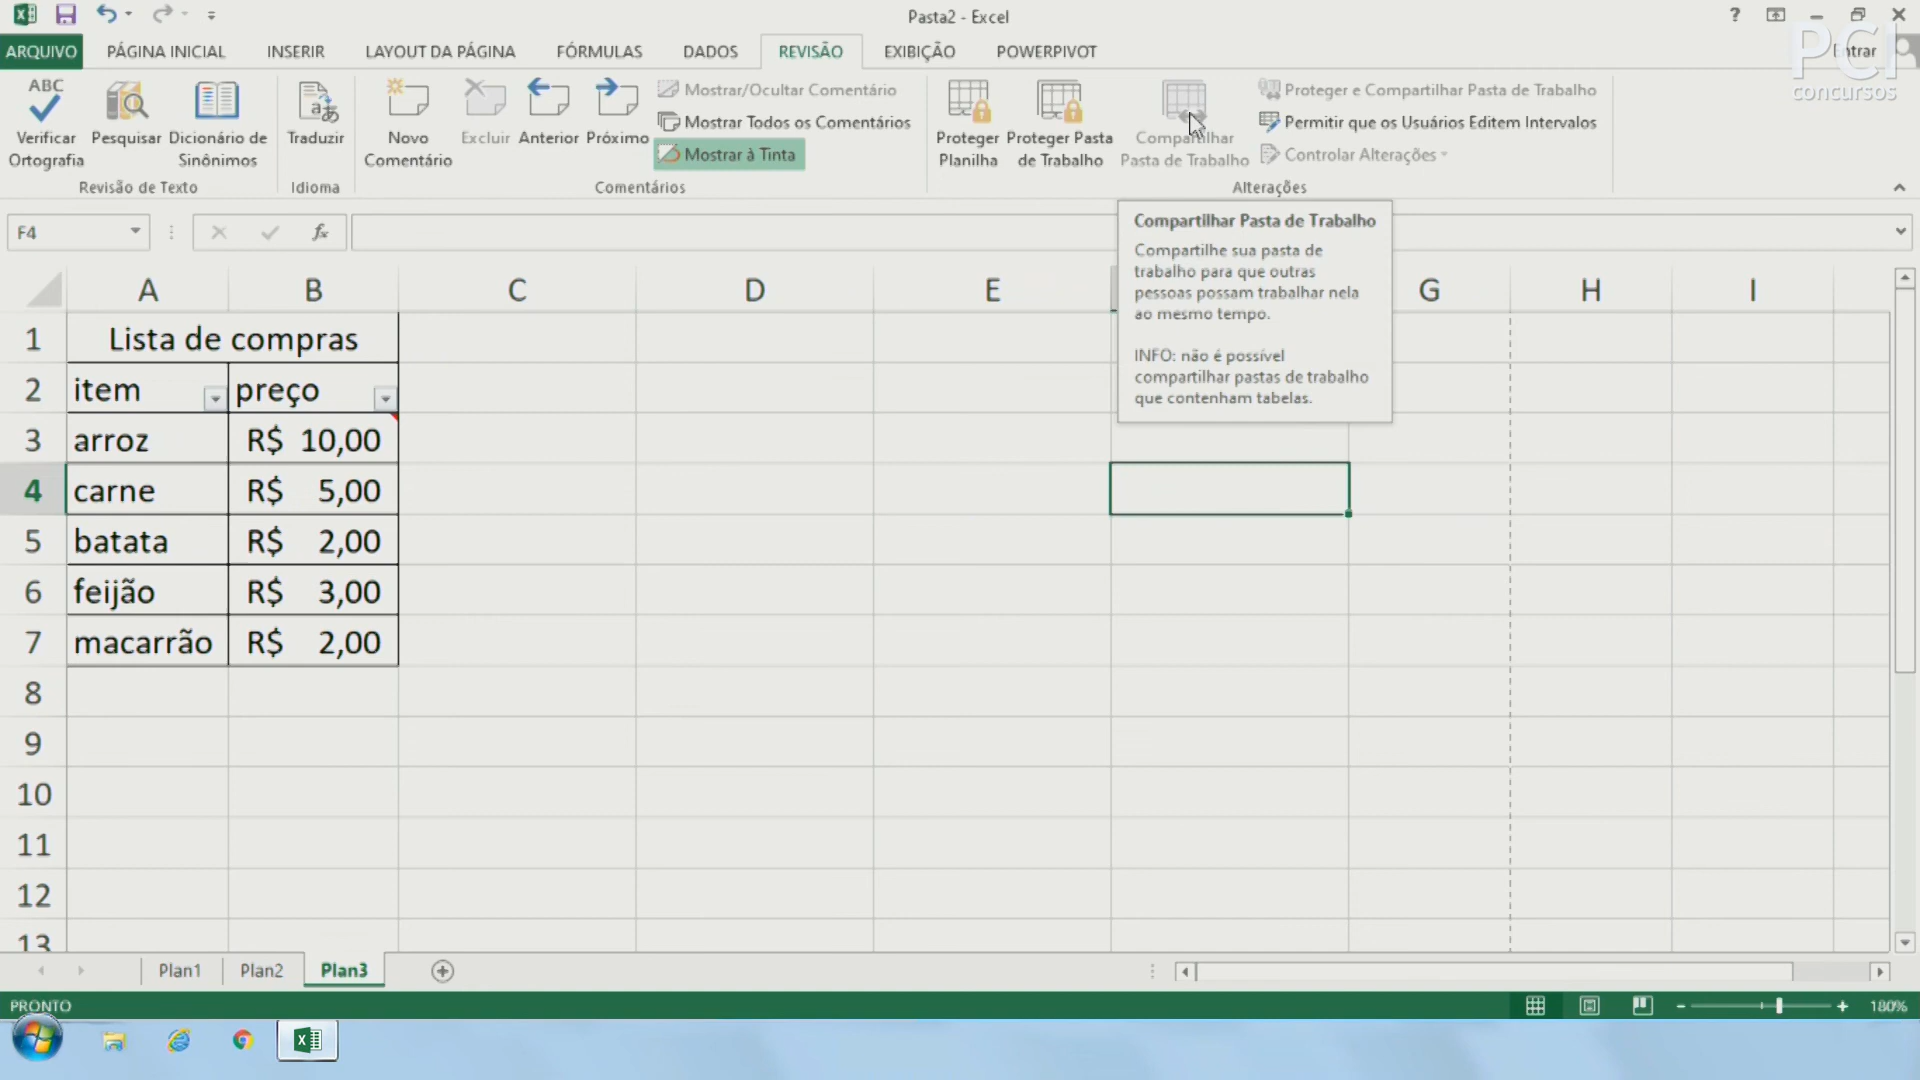 Pasta2 - Excel
?
ARQUIVO PÁGINA INICIAL INSERIR LAYOUT DA PÁGINA FÓRMULAS DADOS REVISÃO EXIBIÇÃO POWERPIVOT Entrar
PCI
concursos
ABC
Verificar Ortografia
Pesquisar
Dicionário de Sinônimos
Revisão de Texto
Traduzir
Idioma
Novo Comentário
Excluir
Anterior
Próximo
Mostrar/Ocultar Comentário
Mostrar Todos os Comentários
Mostrar à Tinta
Comentários
Proteger Planilha
Proteger Pasta de Trabalho
Compartilhar Pasta de Trabalho
Proteger e Compartilhar Pasta de Trabalho
Permitir que os Usuários Editem Intervalos
Controlar Alterações
Alterações
F4
fx
Compartilhar Pasta de Trabalho
Compartilhe sua pasta de
trabalho para que outras
pessoas possam trabalhar nela
ao mesmo tempo.
INFO: não é possível
compartilhar pastas de trabalho
que contenham tabelas.
A B C D E G H I
1 Lista de compras
2 item preço
3 arroz R$ 10,00
4 carne R$ 5,00
5 batata R$ 2,00
6 feijão R$ 3,00
7 macarrão R$ 2,00
8
9
10
11
12
13
Plan1 Plan2 Plan3
PRONTO
180%